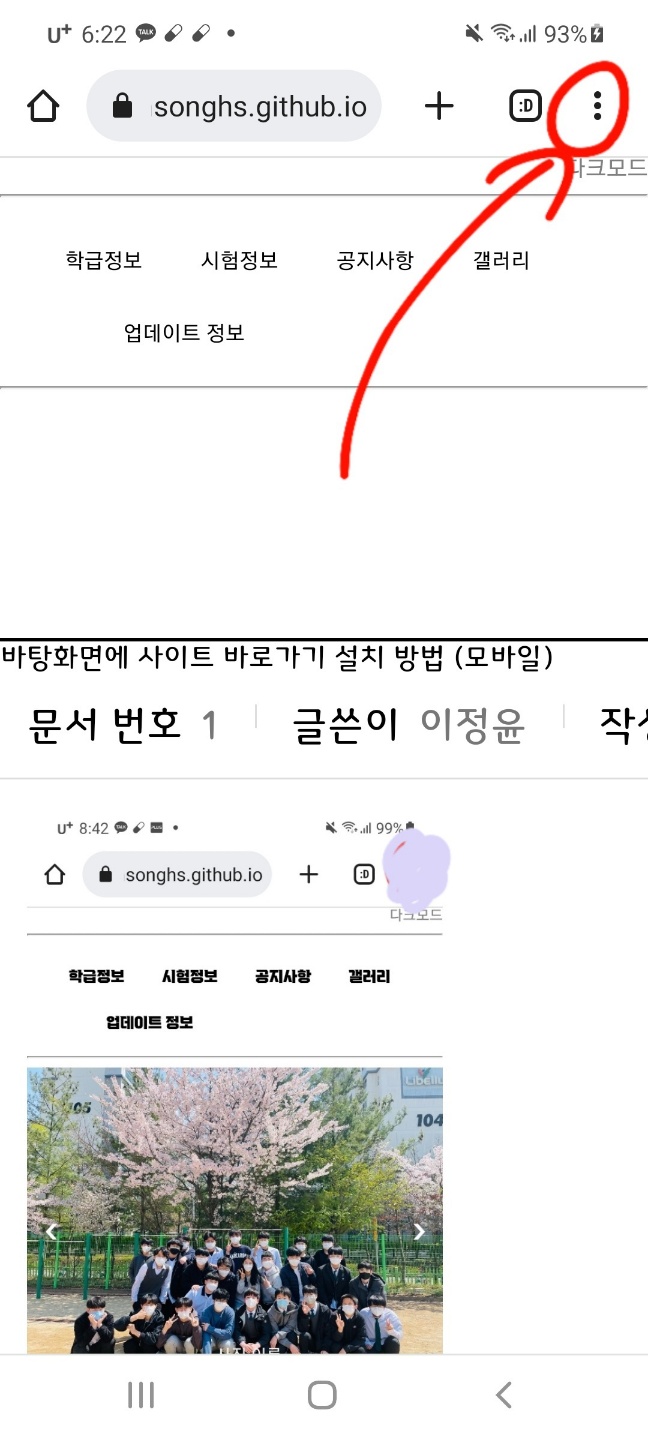 U+ 6:22 TALK 93%
songhs.github.io :D
다크모드
학급정보 시험정보 공지사항 갤러리
업데이트 정보
바탕화면에 사이트 바로가기 설치 방법 (모바일)
문서 번호 1 글쓴이 이정윤
U+ 8:42 99%
songhs.github.io :D
다크모드
학급정보 시험정보 공지사항 갤러리
업데이트 정보
105
104